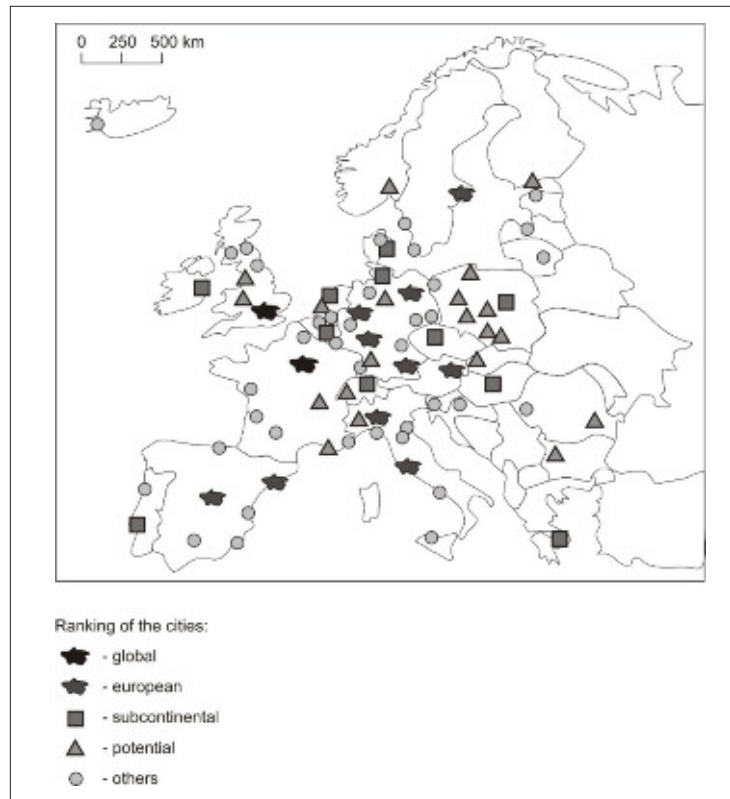 0 250 500 km
Ranking of the cities:
- global
- european
- subcontinental
- potential
- others